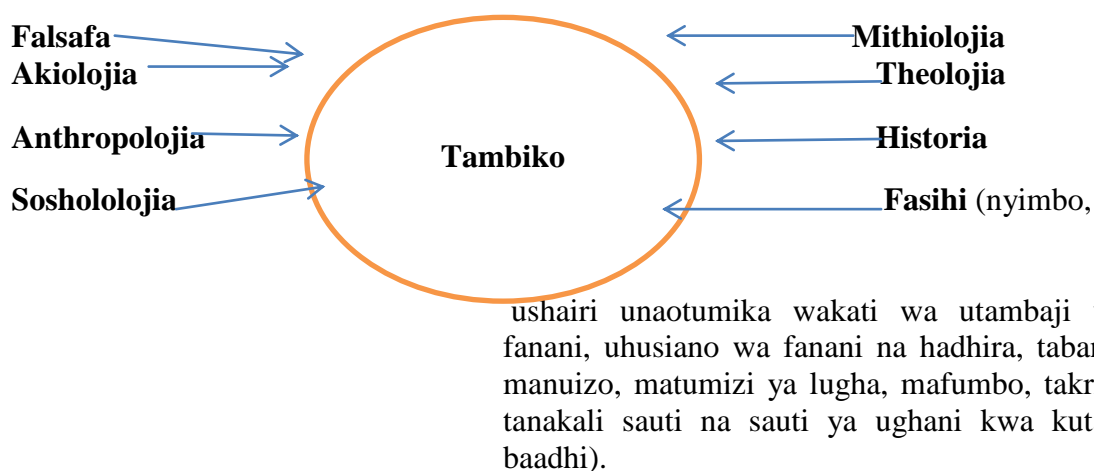 Falsafa
Mithiolojia
Akiolojia
Theolojia
Anthropolojia
Historia
Tambiko
Soshololojia
Fasihi (nyimbo,
ushairi unaotumika wakati wa utambaji
fanani, uhusiano wa fanani na hadhira,
manuizo, matumizi ya lugha, mafumbo,
tanakali sauti na sauti ya ughani kwa
baadhi).